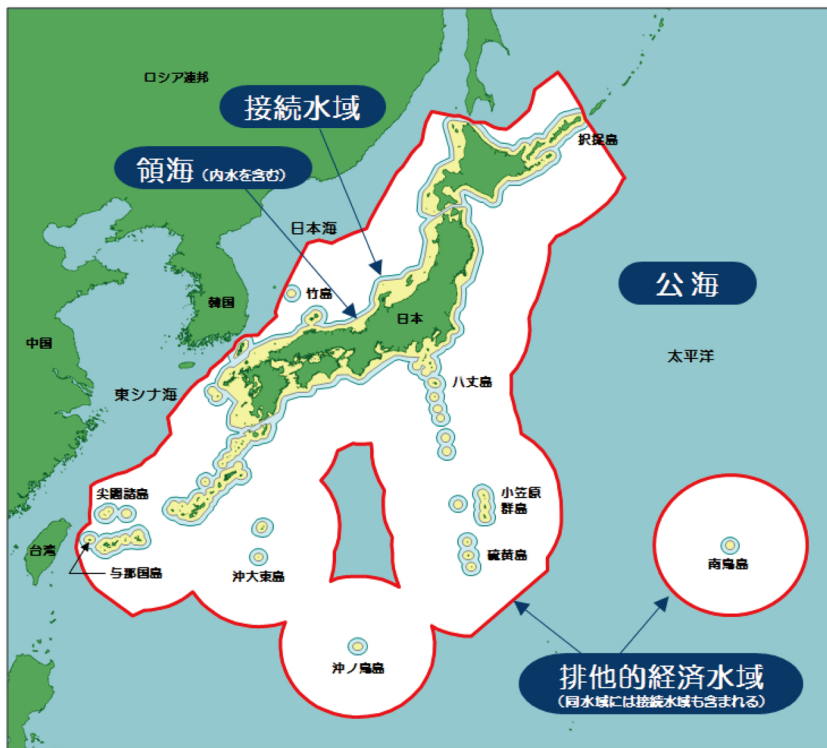 ロシア連邦
接続水域
領海（内水を含む）
択捉島
日本海
竹島
韓国
日本
公海
中国
太平洋
東シナ海
八丈島
尖閣諸島
小笠原
群島
台湾
硫黄島
与那国島
沖大東島
南鳥島
沖ノ鳥島
排他的経済水域
（同水域には接続水域も含まれる）